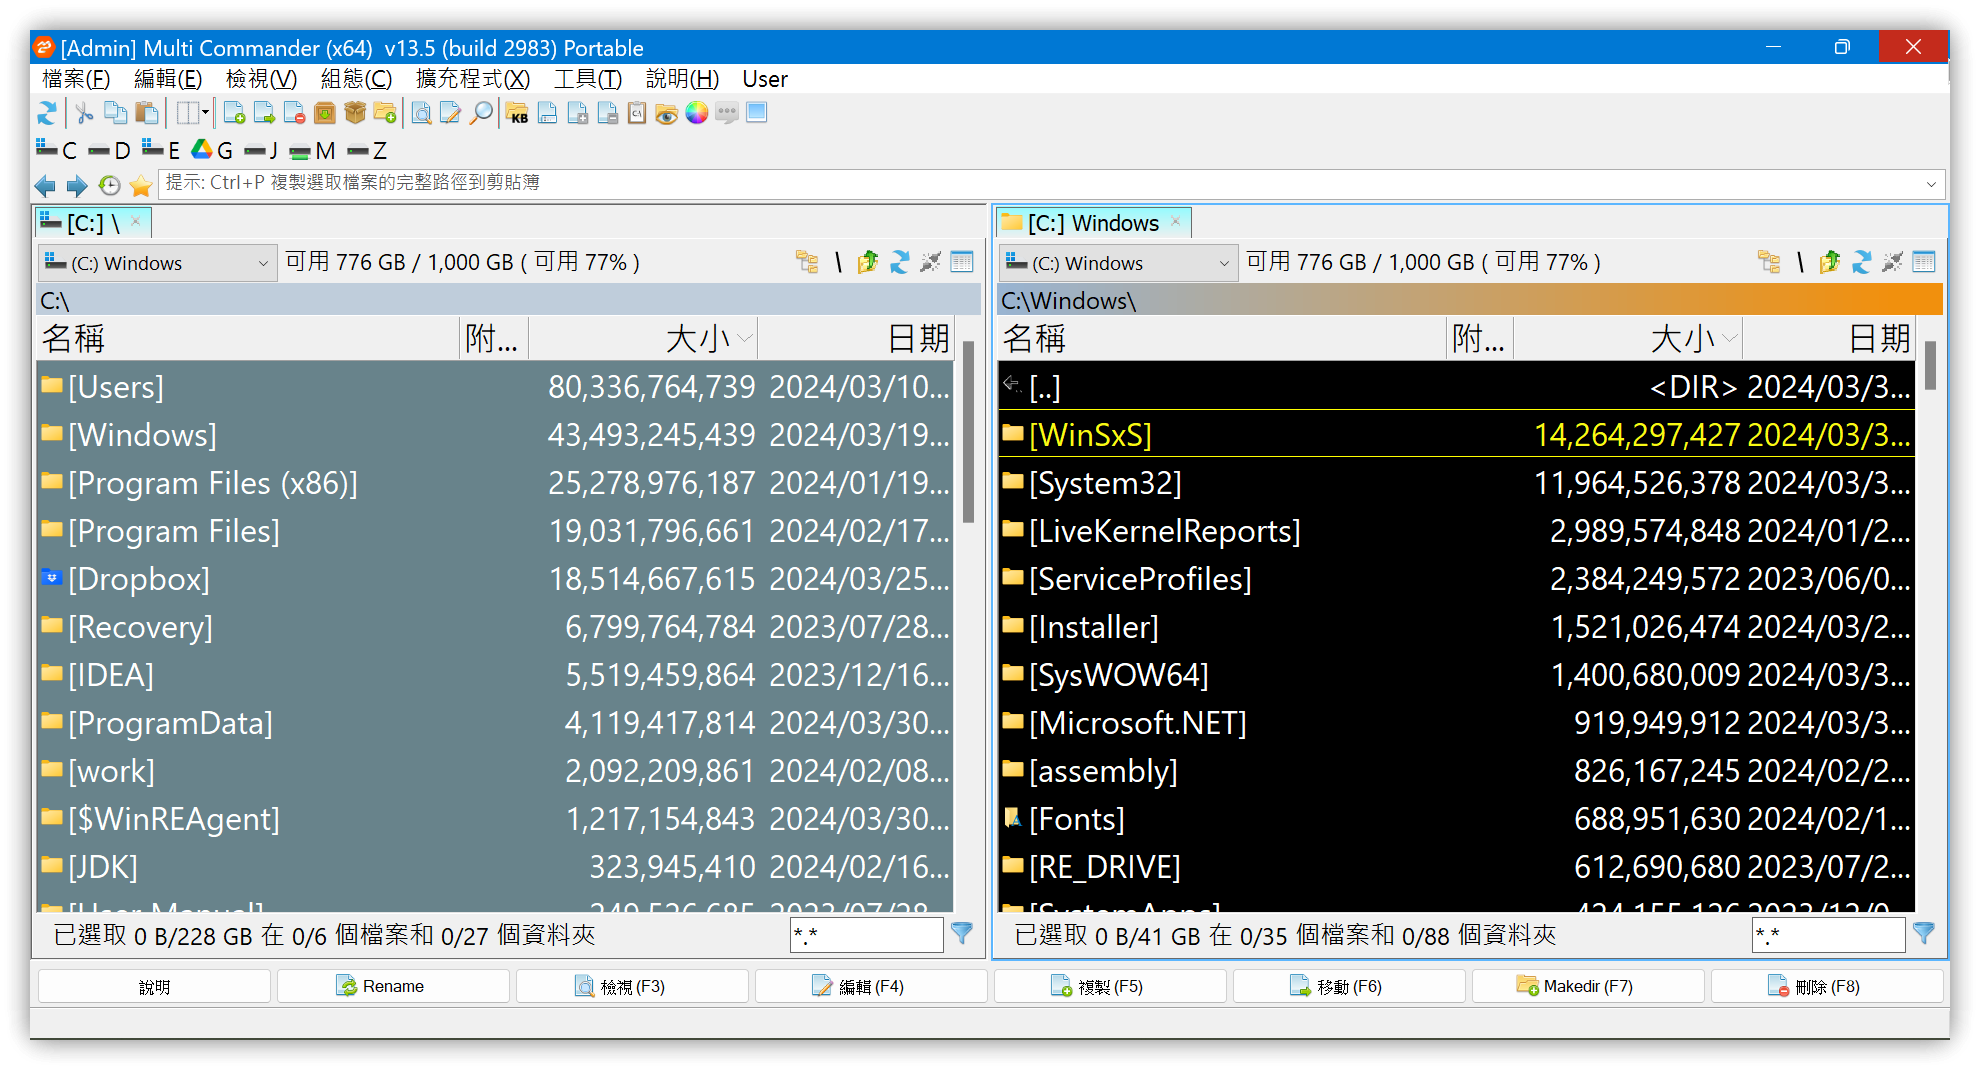 [Admin] Multi Commander (x64)  v13.5 (build 2983) Portable
檔案(F) 編輯(E) 檢視(V) 組態(C) 擴充程式(X) 工具(T) 說明(H) User
KB
C D E G J M Z
提示: Ctrl+P 複製選取檔案的完整路徑到剪貼簿
[C:] \
(C:) Windows 可用 776 GB / 1,000 GB ( 可用 77% ) \
C:\
名稱 附... 大小 日期
[Users] 80,336,764,739 2024/03/10...
[Windows] 43,493,245,439 2024/03/19...
[Program Files (x86)] 25,278,976,187 2024/01/19...
[Program Files] 19,031,796,661 2024/02/17...
[Dropbox] 18,514,667,615 2024/03/25...
[Recovery] 6,799,764,784 2023/07/28...
[IDEA] 5,519,459,864 2023/12/16...
[ProgramData] 4,119,417,814 2024/03/30...
[work] 2,092,209,861 2024/02/08...
[$WinREAgent] 1,217,154,843 2024/03/30...
[JDK] 323,945,410 2024/02/16...
[User Manual] 249,526,685 2023/07/28...
已選取 0 B/228 GB 在 0/6 個檔案和 0/27 個資料夾 *.*
[C:] Windows
(C:) Windows 可用 776 GB / 1,000 GB ( 可用 77% ) \
C:\Windows\
名稱 附... 大小 日期
[..] <DIR> 2024/03/3...
[WinSxS] 14,264,297,427 2024/03/3...
[System32] 11,964,526,378 2024/03/3...
[LiveKernelReports] 2,989,574,848 2024/01/2...
[ServiceProfiles] 2,384,249,572 2023/06/0...
[Installer] 1,521,026,474 2024/03/2...
[SysWOW64] 1,400,680,009 2024/03/3...
[Microsoft.NET] 919,949,912 2024/03/3...
[assembly] 826,167,245 2024/02/2...
[Fonts] 688,951,630 2024/02/1...
[RE_DRIVE] 612,690,680 2023/07/2...
[SystemApps] 424,155,126 2023/12/0...
已選取 0 B/41 GB 在 0/35 個檔案和 0/88 個資料夾 *.*
說明 Rename 檢視 (F3) 編輯 (F4) 複製 (F5) 移動 (F6) Makedir (F7) 刪除 (F8)